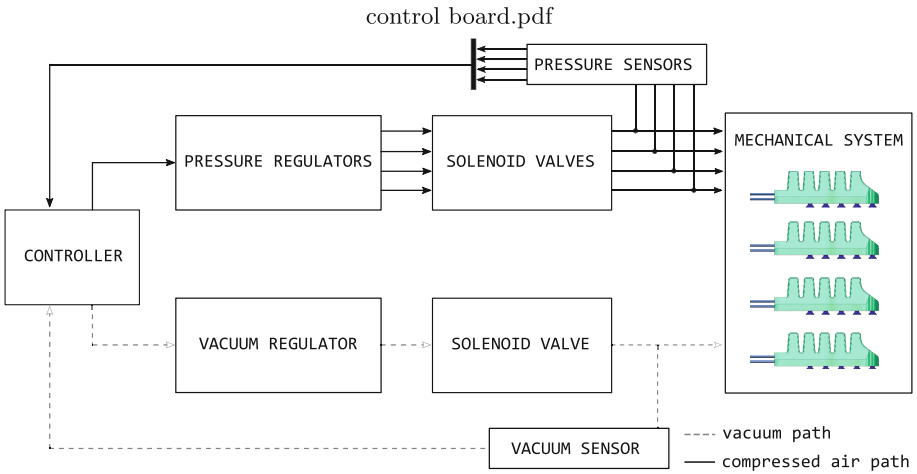 control board.pdf
PRESSURE SENSORS
MECHANICAL SYSTEM
PRESSURE REGULATORS
SOLENOID VALVES
CONTROLLER
VACUUM REGULATOR
SOLENOID VALVE
VACUUM SENSOR
vacuum path
compressed air path